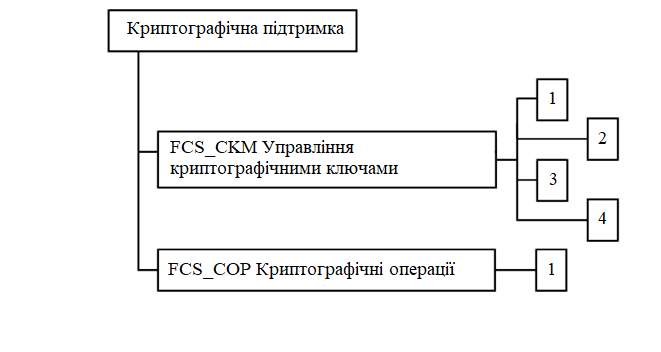 Криптографічна підтримка
1
FCS_CKM Управління
криптографічними ключами
2
3
4
FCS_COP Криптографічні операції
1